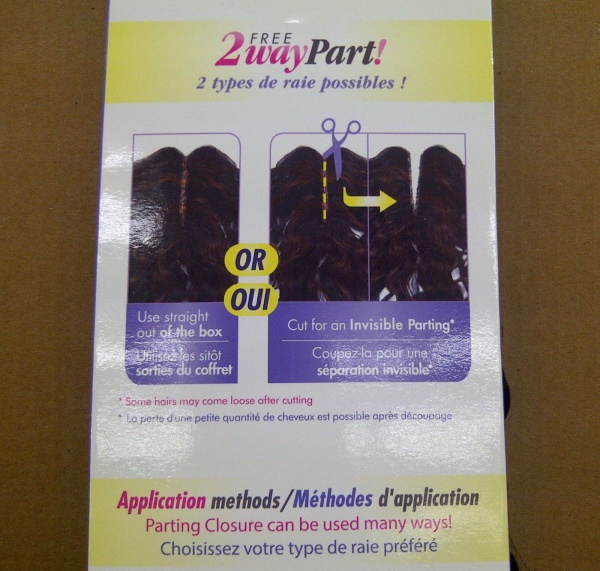 FREE
2wayPart!
2 types de raie possibles !
OR
OUI
Use straight
out of the box
Utilisez-les sitôt
sorties du coffret
Cut for an Invisible Parting*
Coupez-la pour une
séparation invisible*
* Some hairs may come loose after cutting
* La perte d'une petite quantité de cheveux est possible après découpage
Application methods/Méthodes d'application
Parting Closure can be used many ways!
Choisissez votre type de raie préféré